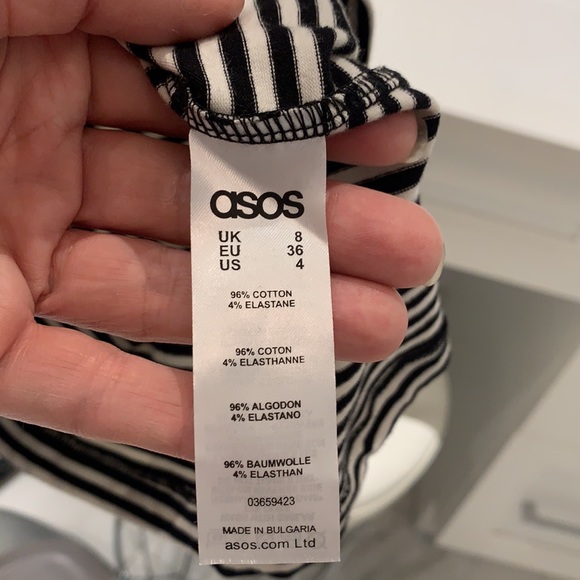 asos
UK 8
EU 36
US 4
96% COTTON
4% ELASTANE
96% COTON
4% ELASTHANNE
96% ALGODON
4% ELASTANO
96% BAUMWOLLE
4% ELASTHAN
03659423
MADE IN BULGARIA
asos.com Ltd